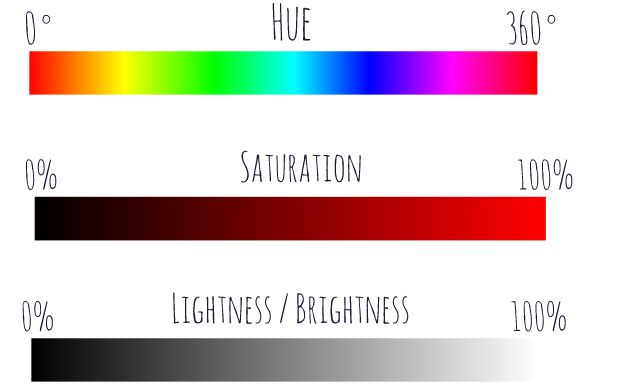 0° Hue 360°
0% Saturation 100%
0% Lightness / Brightness 100%